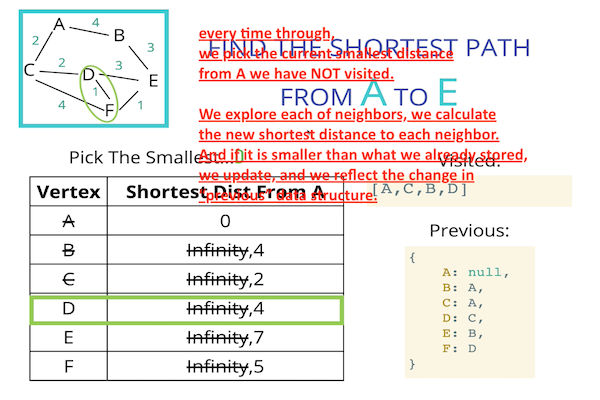 A
4
B
2
3
C
2
D
3
E
1
4
F
1
FIND THE SHORTEST PATH
FROM A TO E
every time through,
we pick the current smallest distance
from A we have NOT visited.
We explore each of neighbors, we calculate
the new shortest distance to each neighbor.
And if it is smaller than what we already stored,
we update, and we reflect the change in
"previous" data structure.
Pick The Smallest...D
Vertex Shortest Dist From A
A 0
B Infinity,4
C Infinity,2
D Infinity,4
E Infinity,7
F Infinity,5
Visited:
[A,C,B,D]
Previous:
{
A: null,
B: A,
C: A,
D: C,
E: B,
F: D
}